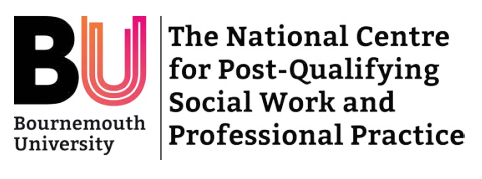 BU
Bournemouth
University
The National Centre
for Post-Qualifying
Social Work and
Professional Practice